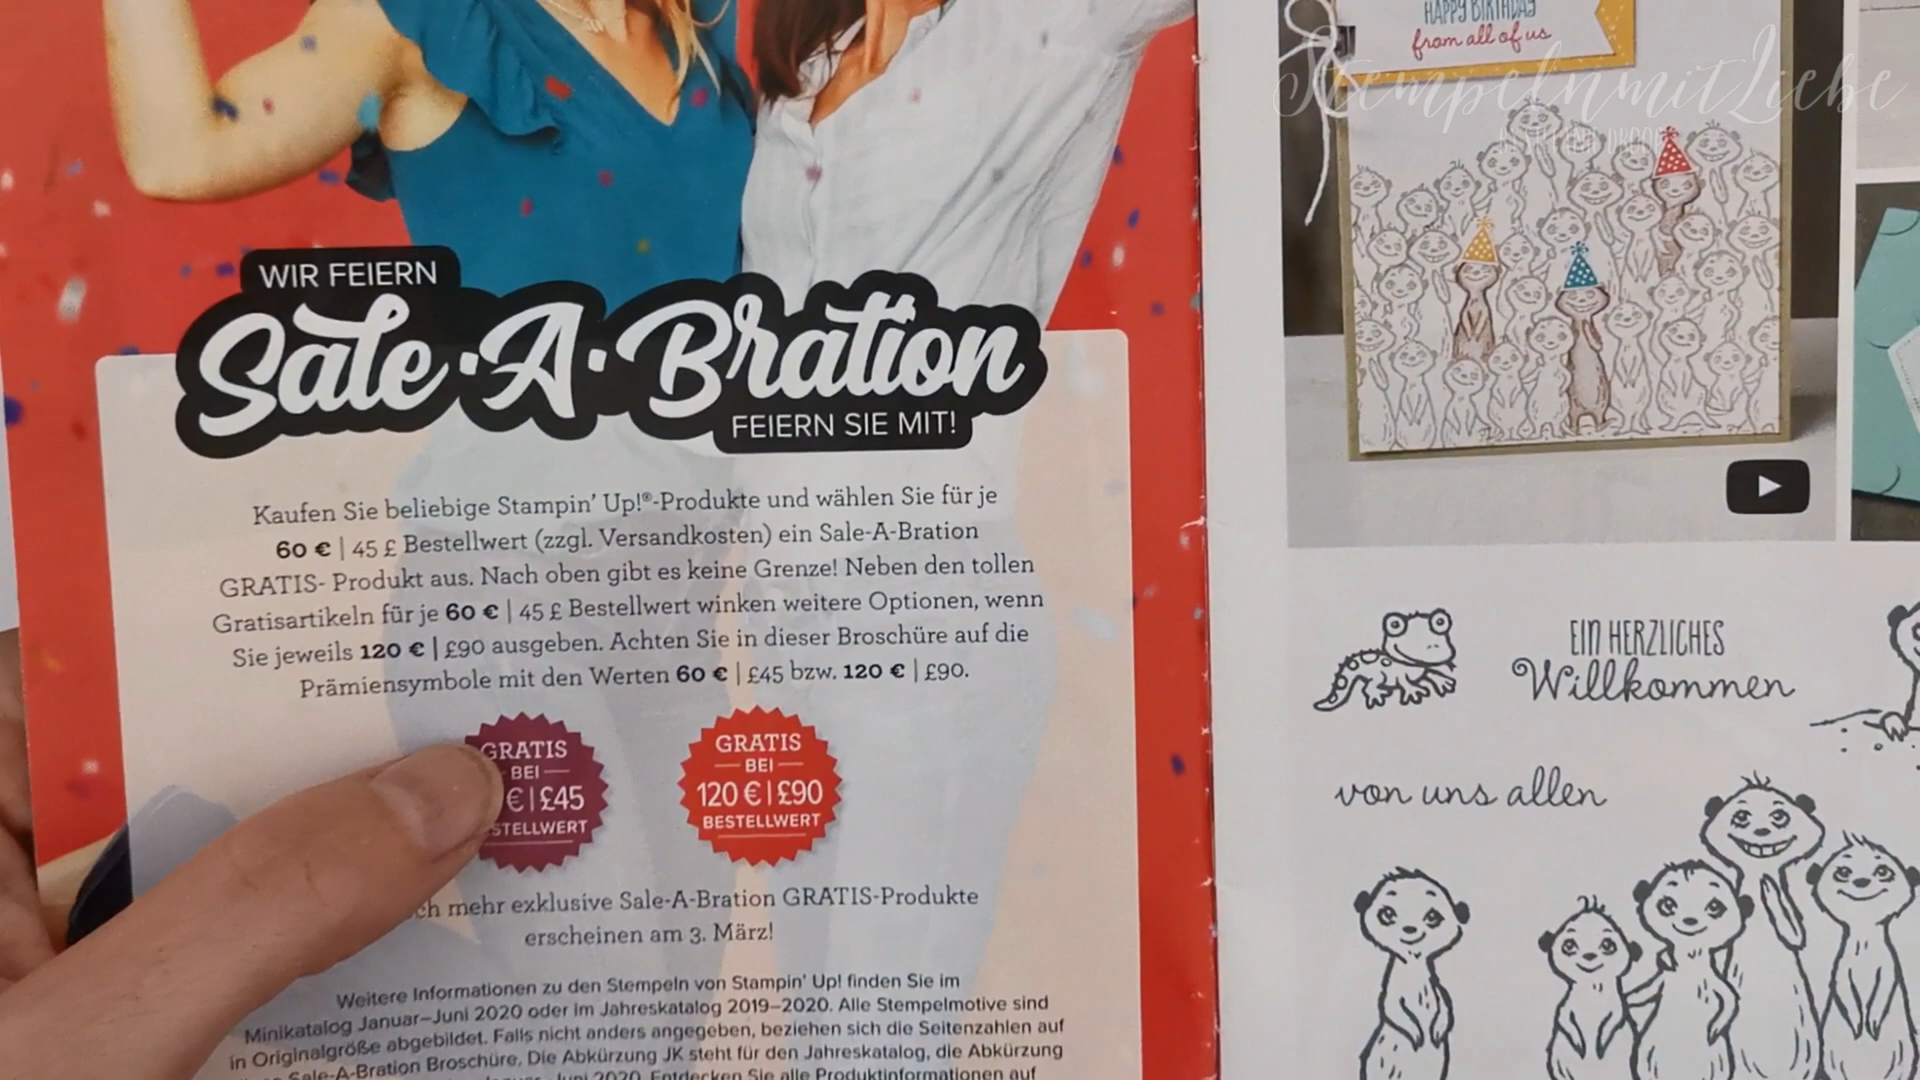 WIR FEIERN
Sale·A·Bration
FEIERN SIE MIT!
Kaufen Sie beliebige Stampin' Up!®-Produkte und wählen Sie für je
60 € | 45 £ Bestellwert (zzgl. Versandkosten) ein Sale-A-Bration
GRATIS- Produkt aus. Nach oben gibt es keine Grenze! Neben den tollen
Gratisartikeln für je 60 € | 45 £ Bestellwert winken weitere Optionen, wenn
Sie jeweils 120 € | £90 ausgeben. Achten Sie in dieser Broschüre auf die
Prämiensymbole mit den Werten 60 € | £45 bzw. 120 € | £90.
GRATIS
BEI
€ | £45
STELLWERT
GRATIS
BEI
120 € | £90
BESTELLWERT
ch mehr exklusive Sale-A-Bration GRATIS-Produkte
erscheinen am 3. März!
Weitere Informationen zu den Stempeln von Stampin' Up! finden Sie im
Minikatalog Januar–Juni 2020 oder im Jahreskatalog 2019–2020. Alle Stempelmotive sind
in Originalgröße abgebildet. Falls nicht anders angegeben, beziehen sich die Seitenzahlen auf
Sale-A-Bration Broschüre. Die Abkürzung JK steht für den Jahreskatalog, die Abkürzung
Juni 2020. Entdecken Sie alle Produktinformationen auf
HAPPY BIRTHDAY
from all of us
StempelnmitLiebe
EIN HERZLICHES
Willkommen
von uns allen